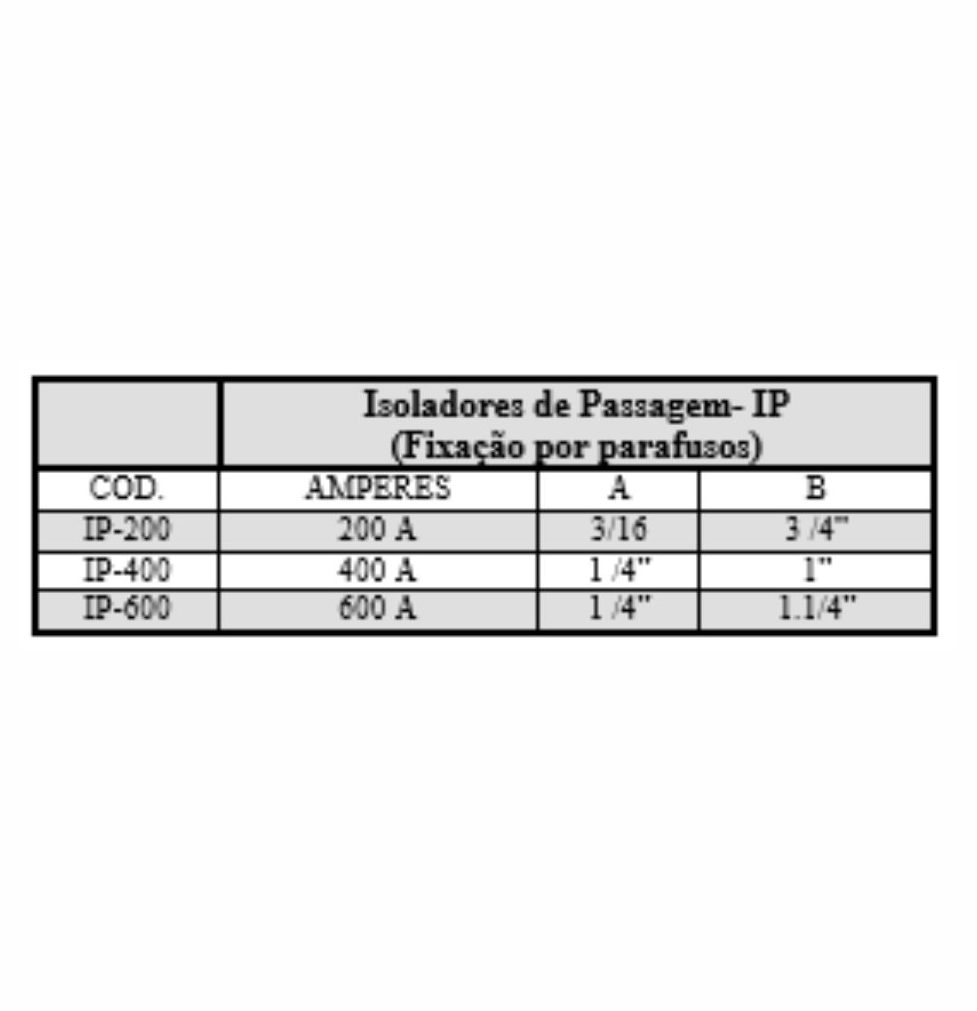 Isoladores de Passagem- IP
(Fixação por parafusos)
COD. AMPERES A B
IP-200 200 A 3/16 3 /4"
IP-400 400 A 1 /4" 1"
IP-600 600 A 1 /4" 1.1/4"